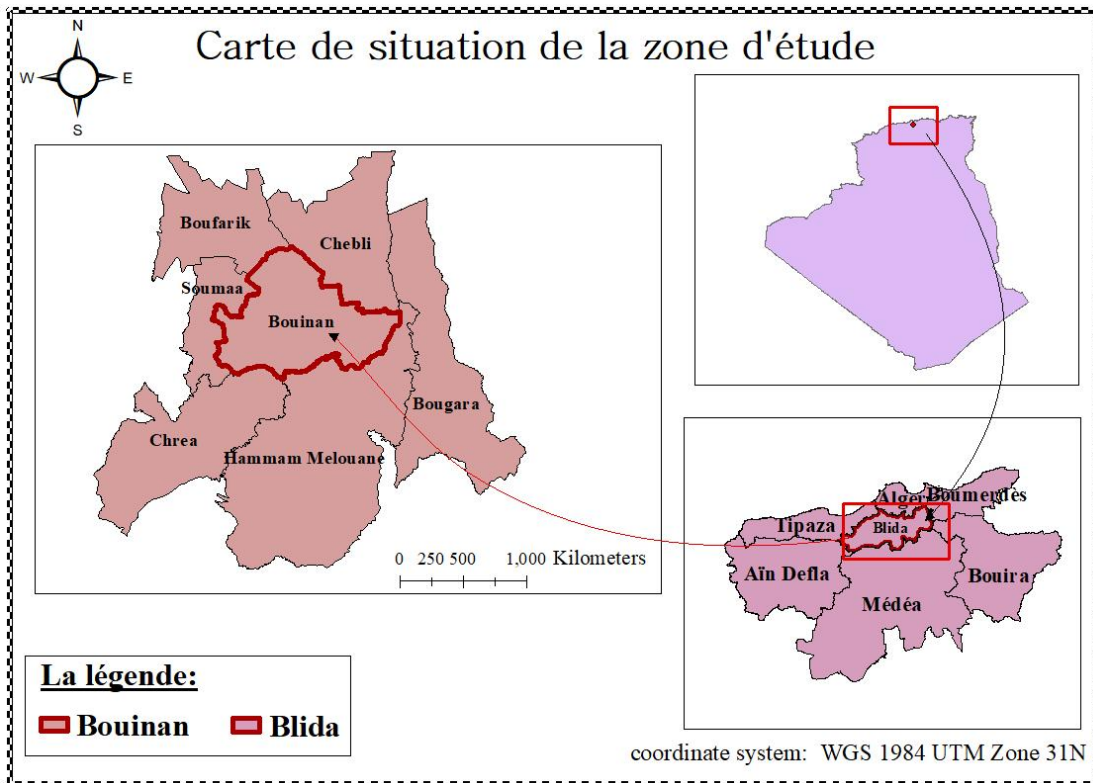 Carte de situation de la zone d'étude
N
W E
S
Boufarik
Chebli
Soumaa
Bouinan
Bougara
Chrea
Hammam Melouane
0 250 500 1,000 Kilometers
Alger Boumerdès
Tipaza Blida
Aïn Defla Bouira
Médéa
La légende:
Bouinan Blida
coordinate system: WGS 1984 UTM Zone 31N